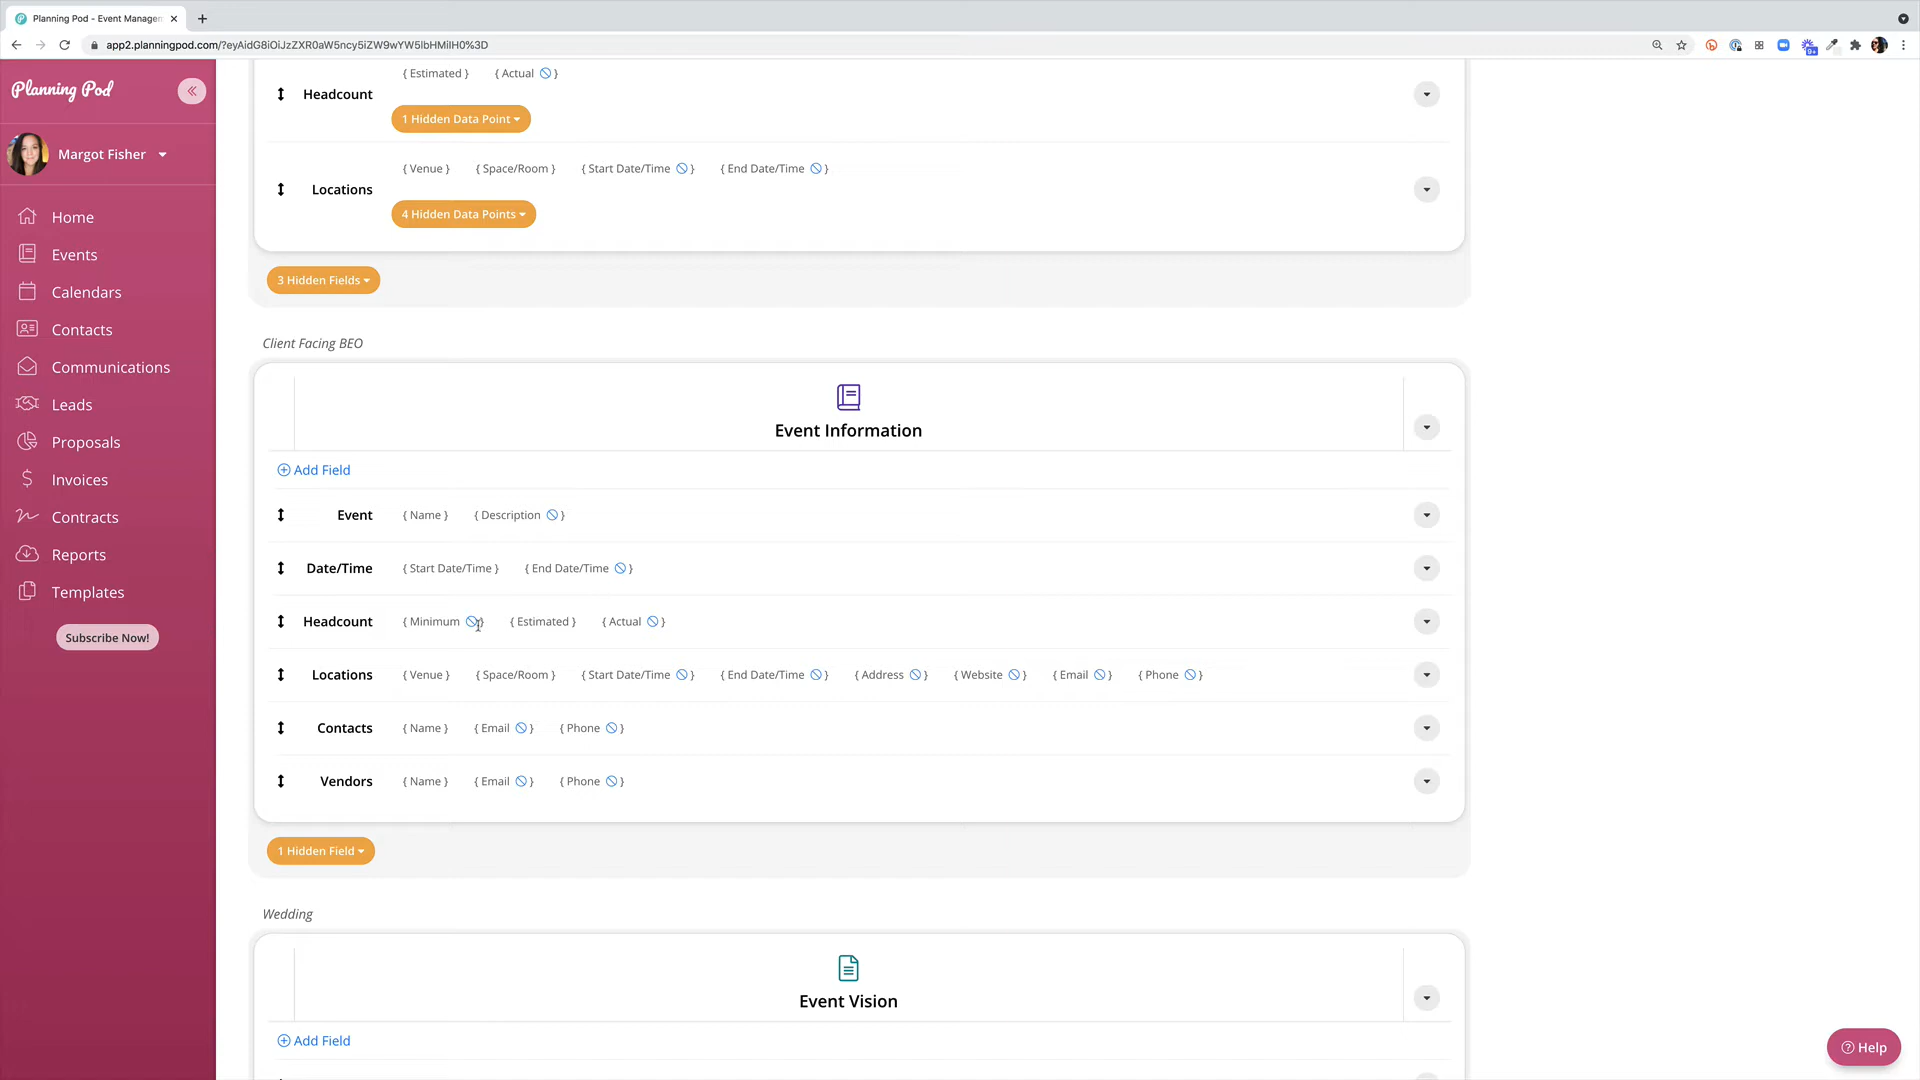 Planning Pod - Event Managem
app2.planningpod.com/?eyAidG8iOiJzZXR0aW5ncy5iZW9wYW5lbHMiIH0%3D
9+
Planning Pod
Margot Fisher
Home
Events
Calendars
Contacts
Communications
Leads
Proposals
Invoices
Contracts
Reports
Templates
Subscribe Now!
{ Estimated } { Actual }
Headcount
1 Hidden Data Point
{ Venue } { Space/Room } { Start Date/Time } { End Date/Time }
Locations
4 Hidden Data Points
3 Hidden Fields
Client Facing BEO
Event Information
Add Field
Event { Name } { Description }
Date/Time { Start Date/Time } { End Date/Time }
Headcount { Minimum } { Estimated } { Actual }
Locations { Venue } { Space/Room } { Start Date/Time } { End Date/Time } { Address } { Website } { Email } { Phone }
Contacts { Name } { Email } { Phone }
Vendors { Name } { Email } { Phone }
1 Hidden Field
Wedding
Event Vision
Add Field
Help